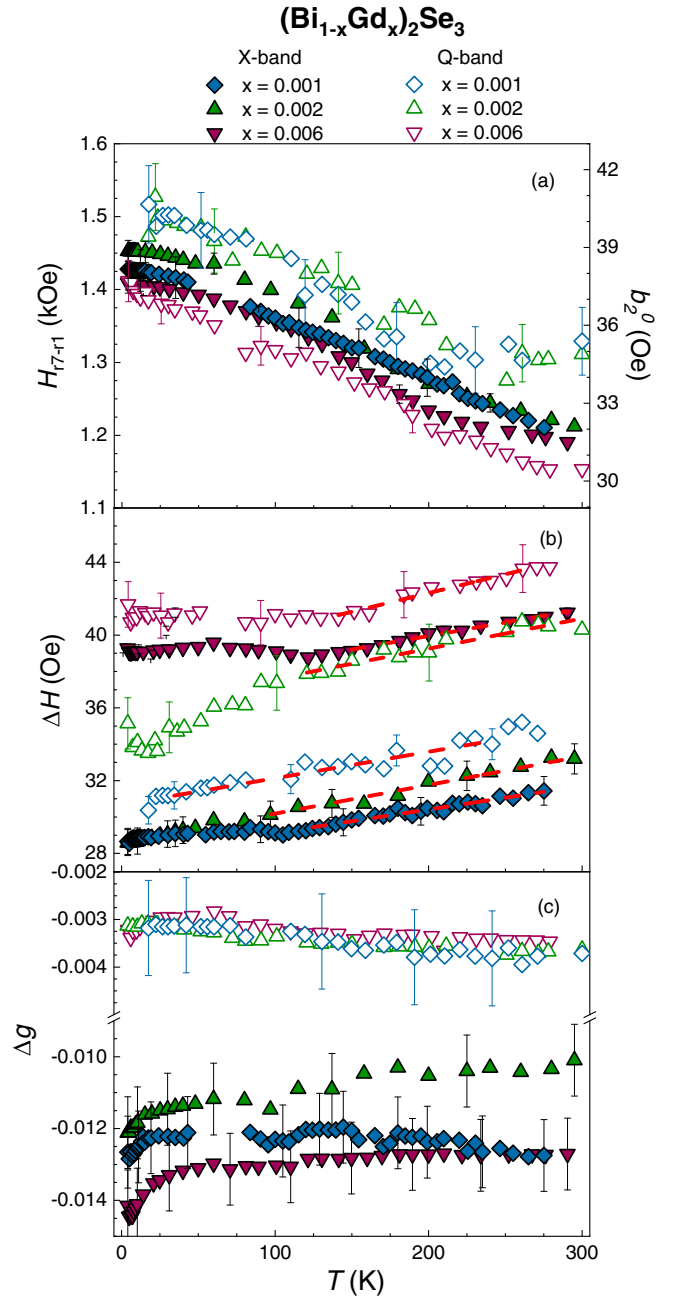 (Bi1-xGdx)2Se3
X-band Q-band
x = 0.001 x = 0.001
x = 0.002 x = 0.002
x = 0.006 x = 0.006
(a)
1.6
1.5
1.4
1.3
1.2
1.1
Hr7-r1 (kOe)
42
39
36
33
30
b20 (Oe)
(b)
44
40
36
32
28
ΔH (Oe)
(c)
-0.002
-0.003
-0.004
-0.010
-0.012
-0.014
Δg
0 50 100 150 200 250 300
T (K)